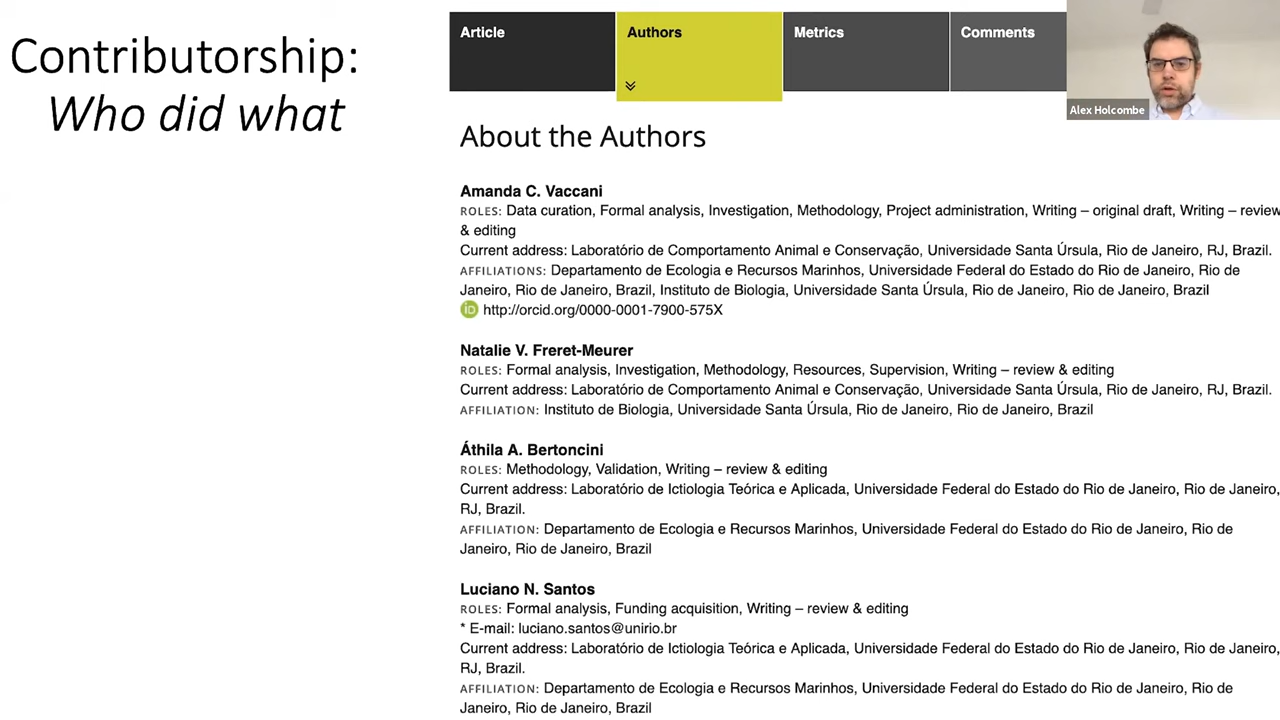 Contributorship:
Who did what
Article
Authors
Metrics
Comments
Alex Holcombe
About the Authors
Amanda C. Vaccani
ROLES: Data curation, Formal analysis, Investigation, Methodology, Project administration, Writing – original draft, Writing – review
& editing
Current address: Laboratório de Comportamento Animal e Conservação, Universidade Santa Úrsula, Rio de Janeiro, RJ, Brazil.
AFFILIATIONS: Departamento de Ecologia e Recursos Marinhos, Universidade Federal do Estado do Rio de Janeiro, Rio de
Janeiro, Rio de Janeiro, Brazil, Instituto de Biologia, Universidade Santa Úrsula, Rio de Janeiro, Rio de Janeiro, Brazil
iD http://orcid.org/0000-0001-7900-575X
Natalie V. Freret-Meurer
ROLES: Formal analysis, Investigation, Methodology, Resources, Supervision, Writing – review & editing
Current address: Laboratório de Comportamento Animal e Conservação, Universidade Santa Úrsula, Rio de Janeiro, RJ, Brazil.
AFFILIATION: Instituto de Biologia, Universidade Santa Úrsula, Rio de Janeiro, Rio de Janeiro, Brazil
Áthila A. Bertoncini
ROLES: Methodology, Validation, Writing – review & editing
Current address: Laboratório de Ictiologia Teórica e Aplicada, Universidade Federal do Estado do Rio de Janeiro, Rio de Janeiro,
RJ, Brazil.
AFFILIATION: Departamento de Ecologia e Recursos Marinhos, Universidade Federal do Estado do Rio de Janeiro, Rio de
Janeiro, Rio de Janeiro, Brazil
Luciano N. Santos
ROLES: Formal analysis, Funding acquisition, Writing – review & editing
* E-mail: luciano.santos@unirio.br
Current address: Laboratório de Ictiologia Teórica e Aplicada, Universidade Federal do Estado do Rio de Janeiro, Rio de Janeiro,
RJ, Brazil.
AFFILIATION: Departamento de Ecologia e Recursos Marinhos, Universidade Federal do Estado do Rio de Janeiro, Rio de
Janeiro, Rio de Janeiro, Brazil